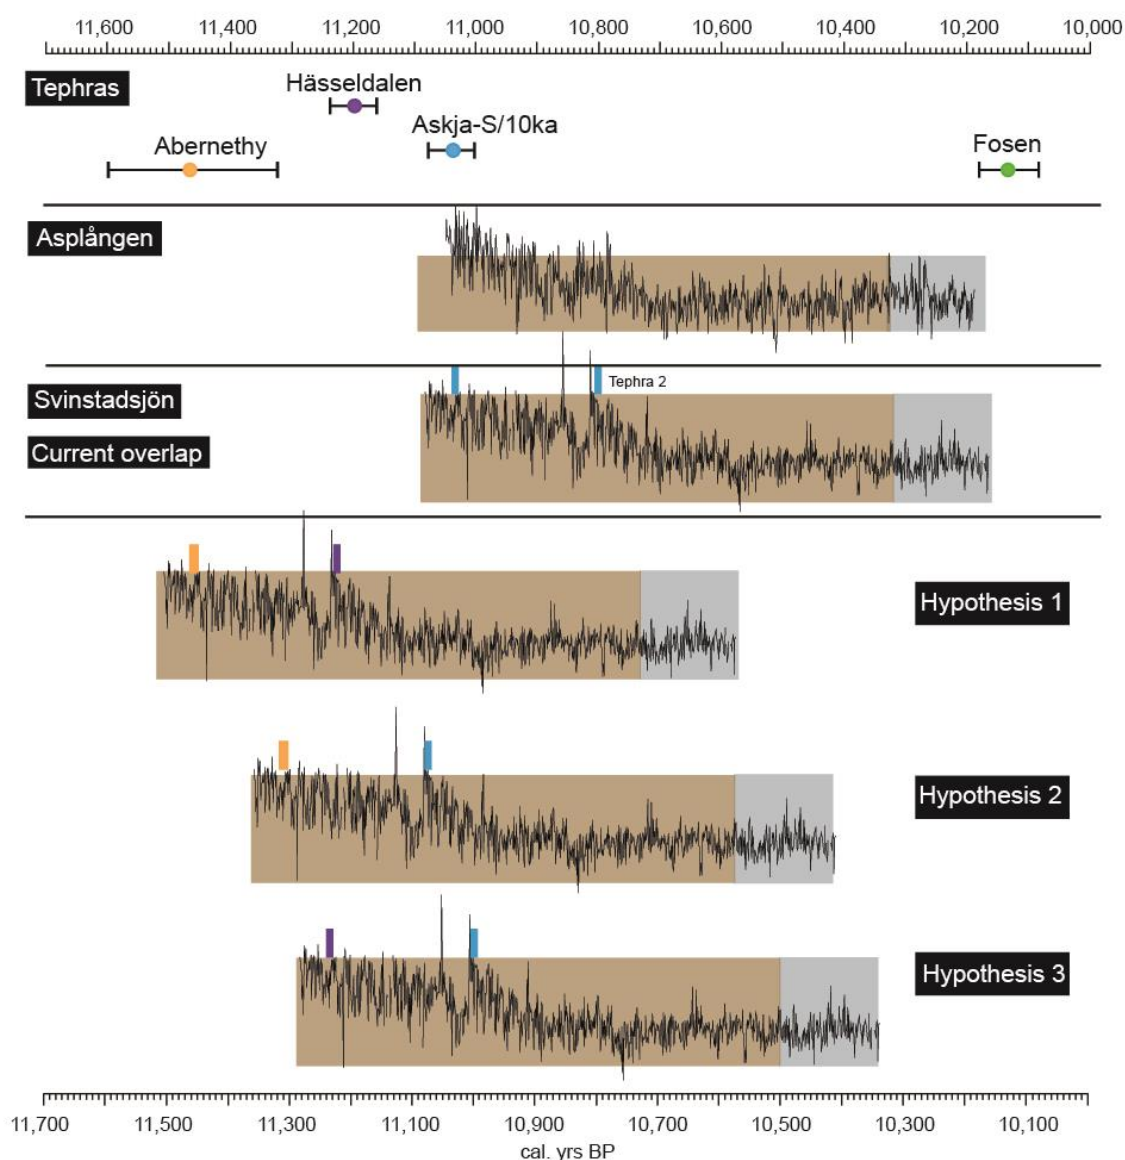 11,600 11,400 11,200 11,000 10,800 10,600 10,400 10,200 10,000
Tephras
Hässeldalen
Askja-S/10ka
Abernethy
Fosen
Asplången
Svinstadsjön
Tephra 2
Current overlap
Hypothesis 1
Hypothesis 2
Hypothesis 3
11,700 11,500 11,300 11,100 10,900 10,700 10,500 10,300 10,100
cal. yrs BP